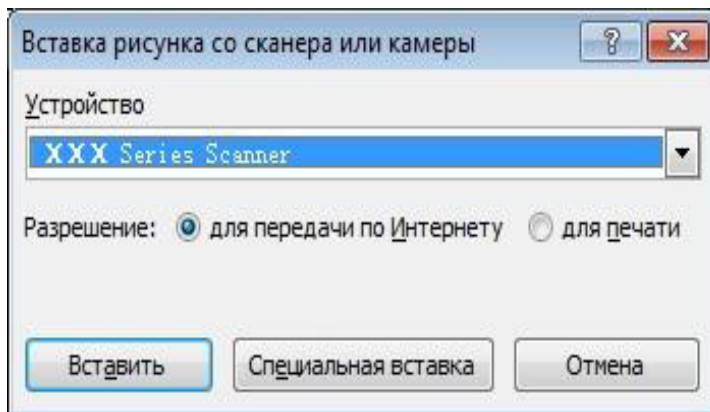 Вставка рисунка со сканера или камеры
Устройство
XXX Series Scanner
Разрешение: для передачи по Интернету для печати
Вставить Специальная вставка Отмена